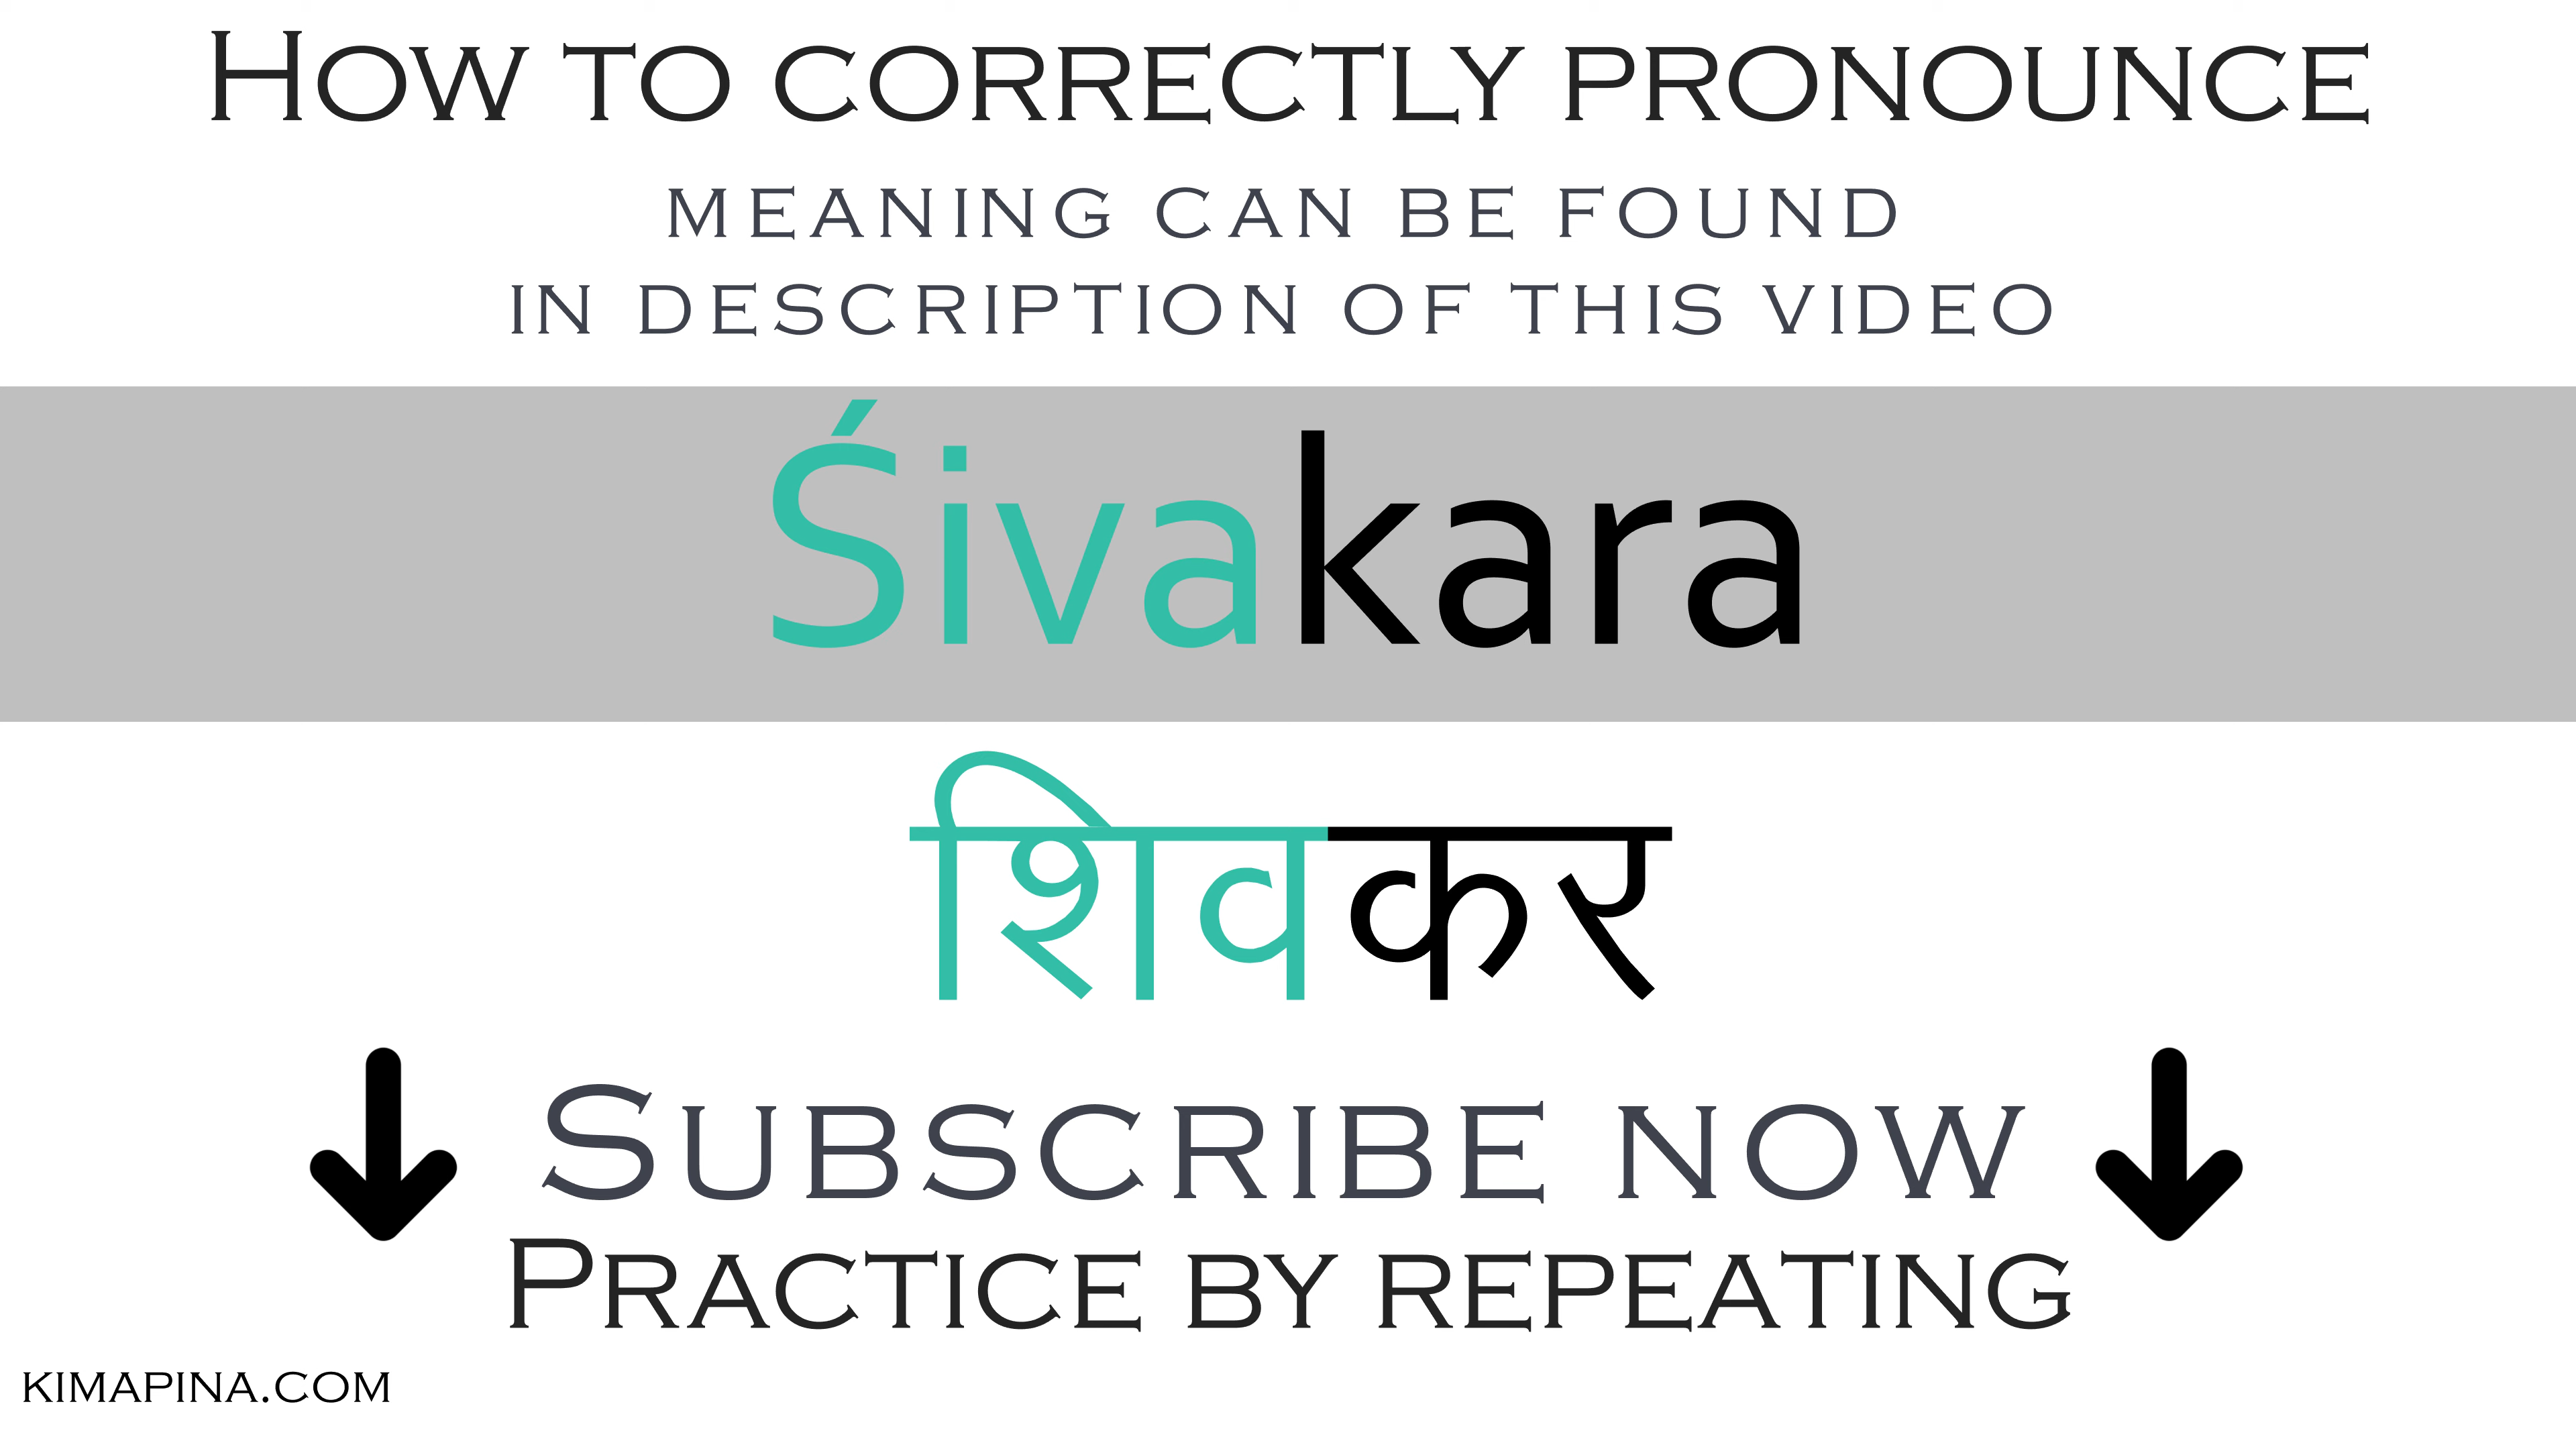 How to correctly pronounce
MEANING CAN BE FOUND
IN DESCRIPTION OF THIS VIDEO
Śivakara
शिवकर
Subscribe now
Practice by repeating
KIMAPINA.COM